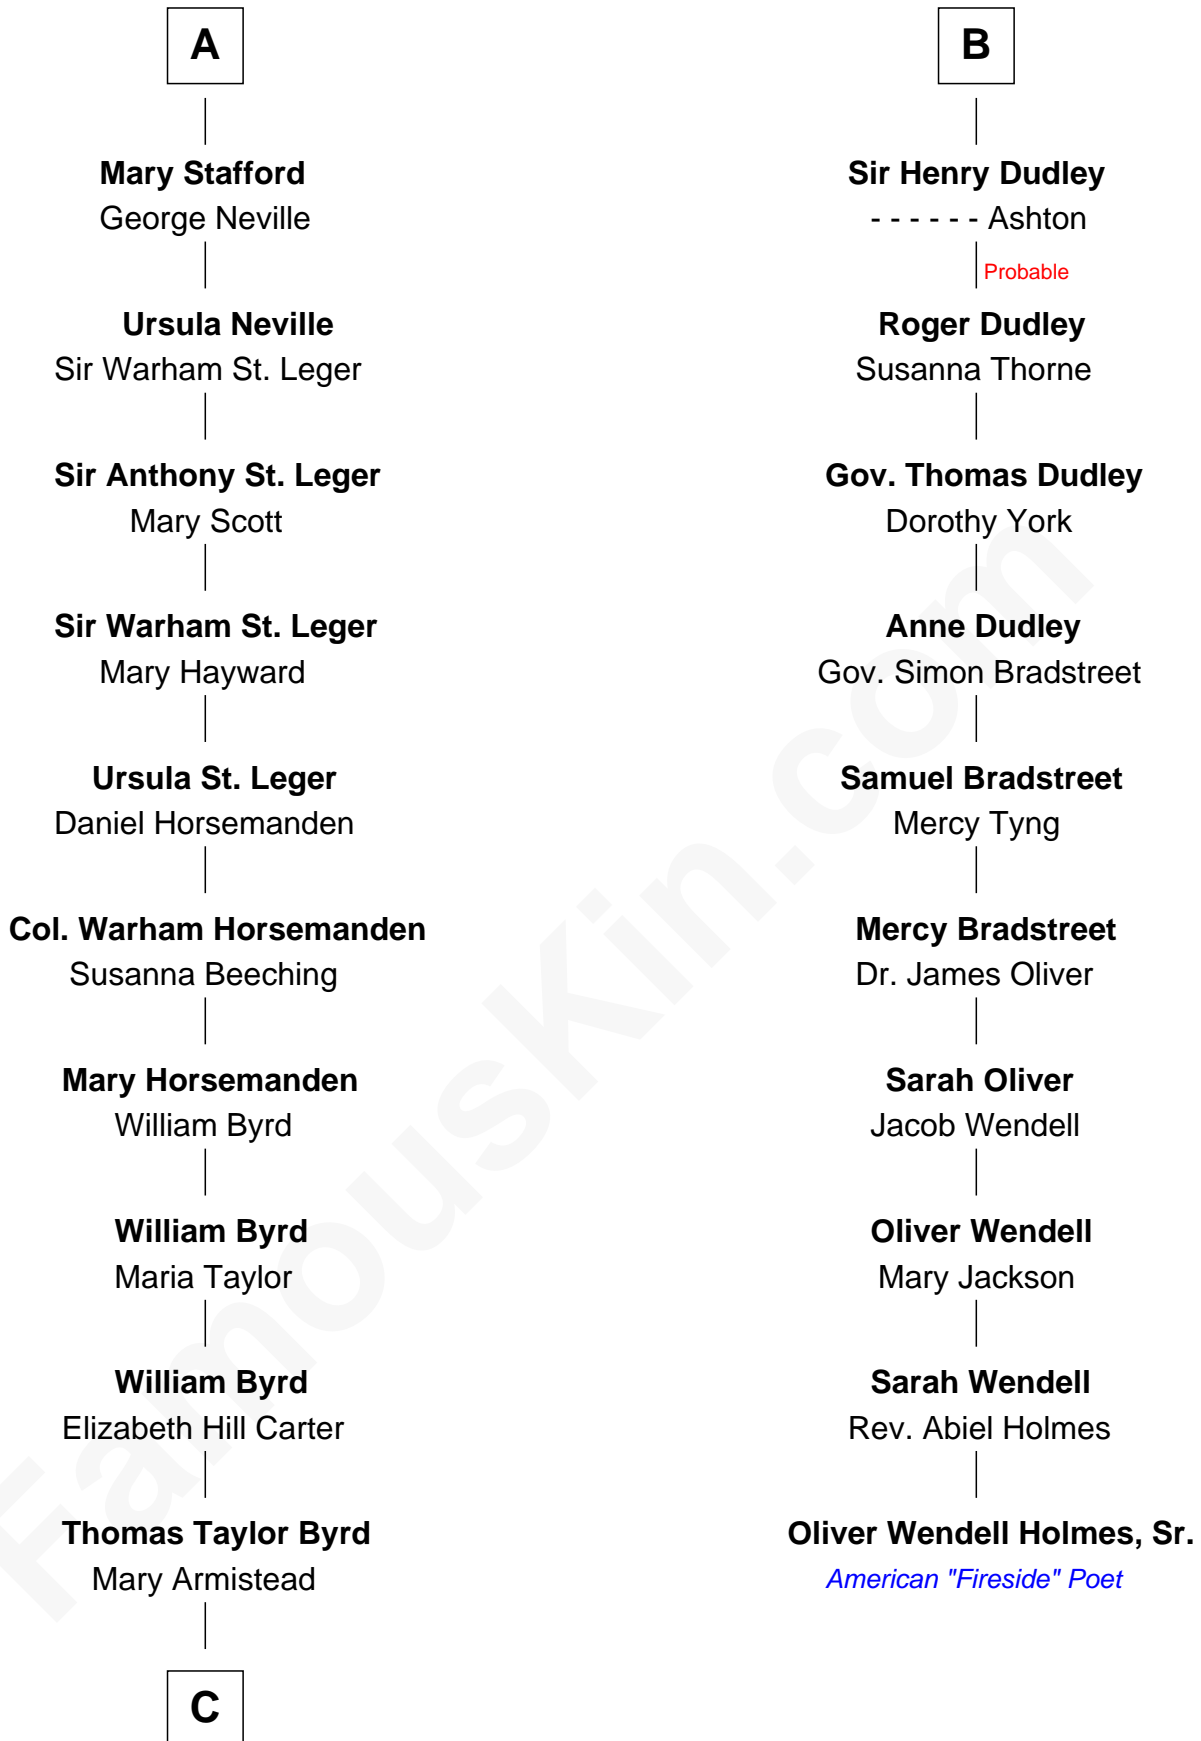 A
Mary Stafford
George Neville
Ursula Neville
Sir Warham St. Leger
Sir Anthony St. Leger
Mary Scott
Sir Warham St. Leger
Mary Hayward
Ursula St. Leger
Daniel Horsemanden
Col. Warham Horsemanden
Susanna Beeching
Mary Horsemanden
William Byrd
William Byrd
Maria Taylor
William Byrd
Elizabeth Hill Carter
Thomas Taylor Byrd
Mary Armistead
C
B
Sir Henry Dudley
- - - - - - Ashton
Probable
Roger Dudley
Susanna Thorne
Gov. Thomas Dudley
Dorothy York
Anne Dudley
Gov. Simon Bradstreet
Samuel Bradstreet
Mercy Tyng
Mercy Bradstreet
Dr. James Oliver
Sarah Oliver
Jacob Wendell
Oliver Wendell
Mary Jackson
Sarah Wendell
Rev. Abiel Holmes
Oliver Wendell Holmes, Sr.
American "Fireside" Poet
FamousKin.com